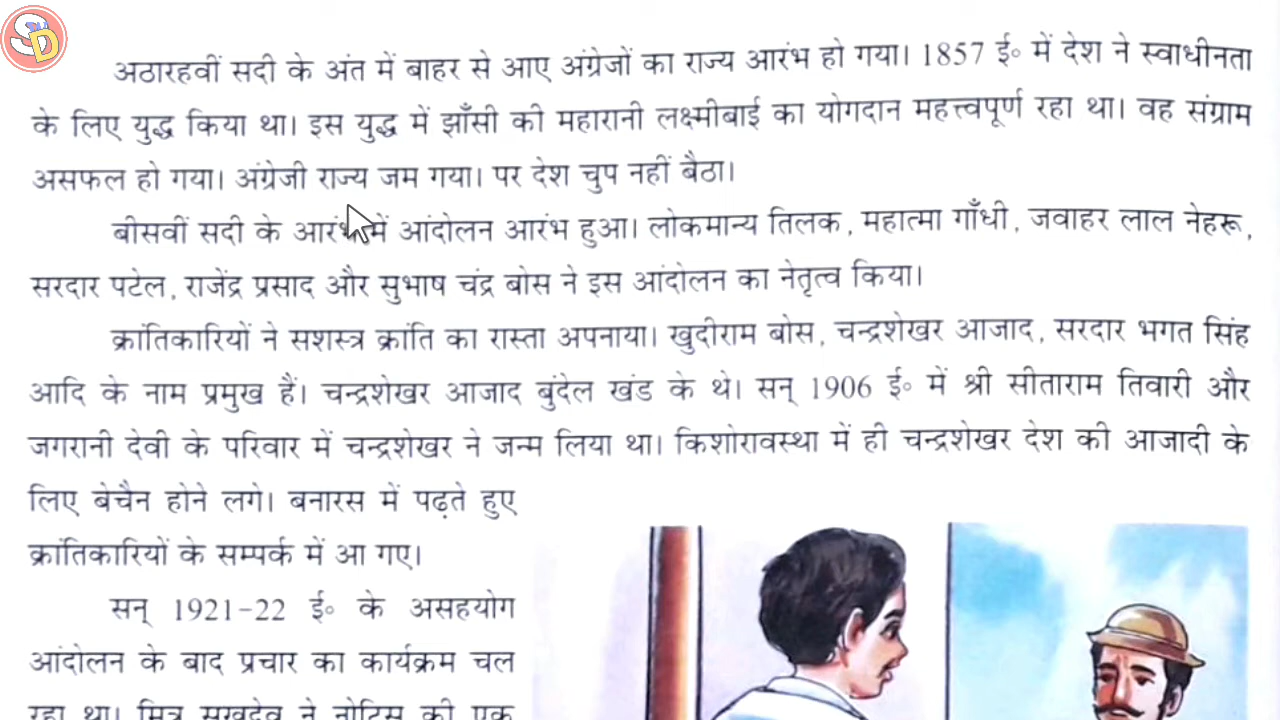 SD
अठारहवीं सदी के अंत में बाहर से आए अंग्रेजों का राज्य आरंभ हो गया। 1857 ई॰ में देश ने स्वाधीनता
के लिए युद्ध किया था। इस युद्ध में झाँसी की महारानी लक्ष्मीबाई का योगदान महत्त्वपूर्ण रहा था। वह संग्राम
असफल हो गया। अंग्रेजी राज्य जम गया। पर देश चुप नहीं बैठा।
बीसवीं सदी के आरंभ में आंदोलन आरंभ हुआ। लोकमान्य तिलक, महात्मा गाँधी, जवाहर लाल नेहरू,
सरदार पटेल, राजेंद्र प्रसाद और सुभाष चंद्र बोस ने इस आंदोलन का नेतृत्व किया।
क्रांतिकारियों ने सशस्त्र क्रांति का रास्ता अपनाया। खुदीराम बोस, चन्द्रशेखर आजाद, सरदार भगत सिंह
आदि के नाम प्रमुख हैं। चन्द्रशेखर आजाद बुंदेल खंड के थे। सन् 1906 ई॰ में श्री सीताराम तिवारी और
जगरानी देवी के परिवार में चन्द्रशेखर ने जन्म लिया था। किशोरावस्था में ही चन्द्रशेखर देश की आजादी के
लिए बेचैन होने लगे। बनारस में पढ़ते हुए
क्रांतिकारियों के सम्पर्क में आ गए।
सन् 1921-22 ई॰ के असहयोग
आंदोलन के बाद प्रचार का कार्यक्रम चल
रहा था। मित्र सुखदेव ने नोटिस की एक